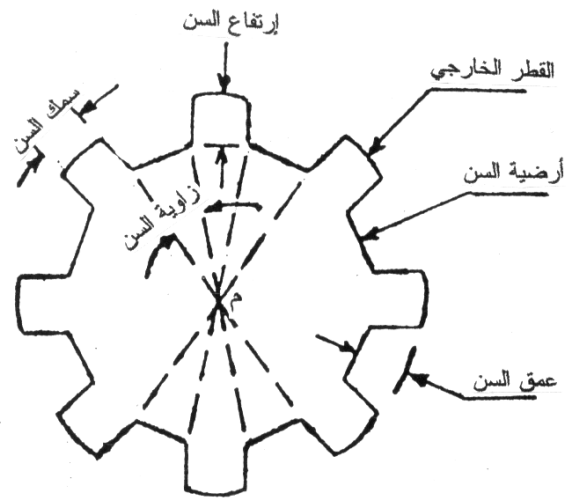 إرتفاع السن
القطر الخارجي
سمك السن
أرضية السن
زاوية السن
م
عمق السن